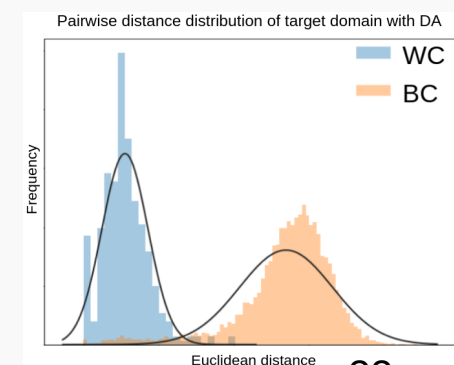 Pairwise distance distribution of target domain with DA
WC
BC
Frequency
Euclidean distance